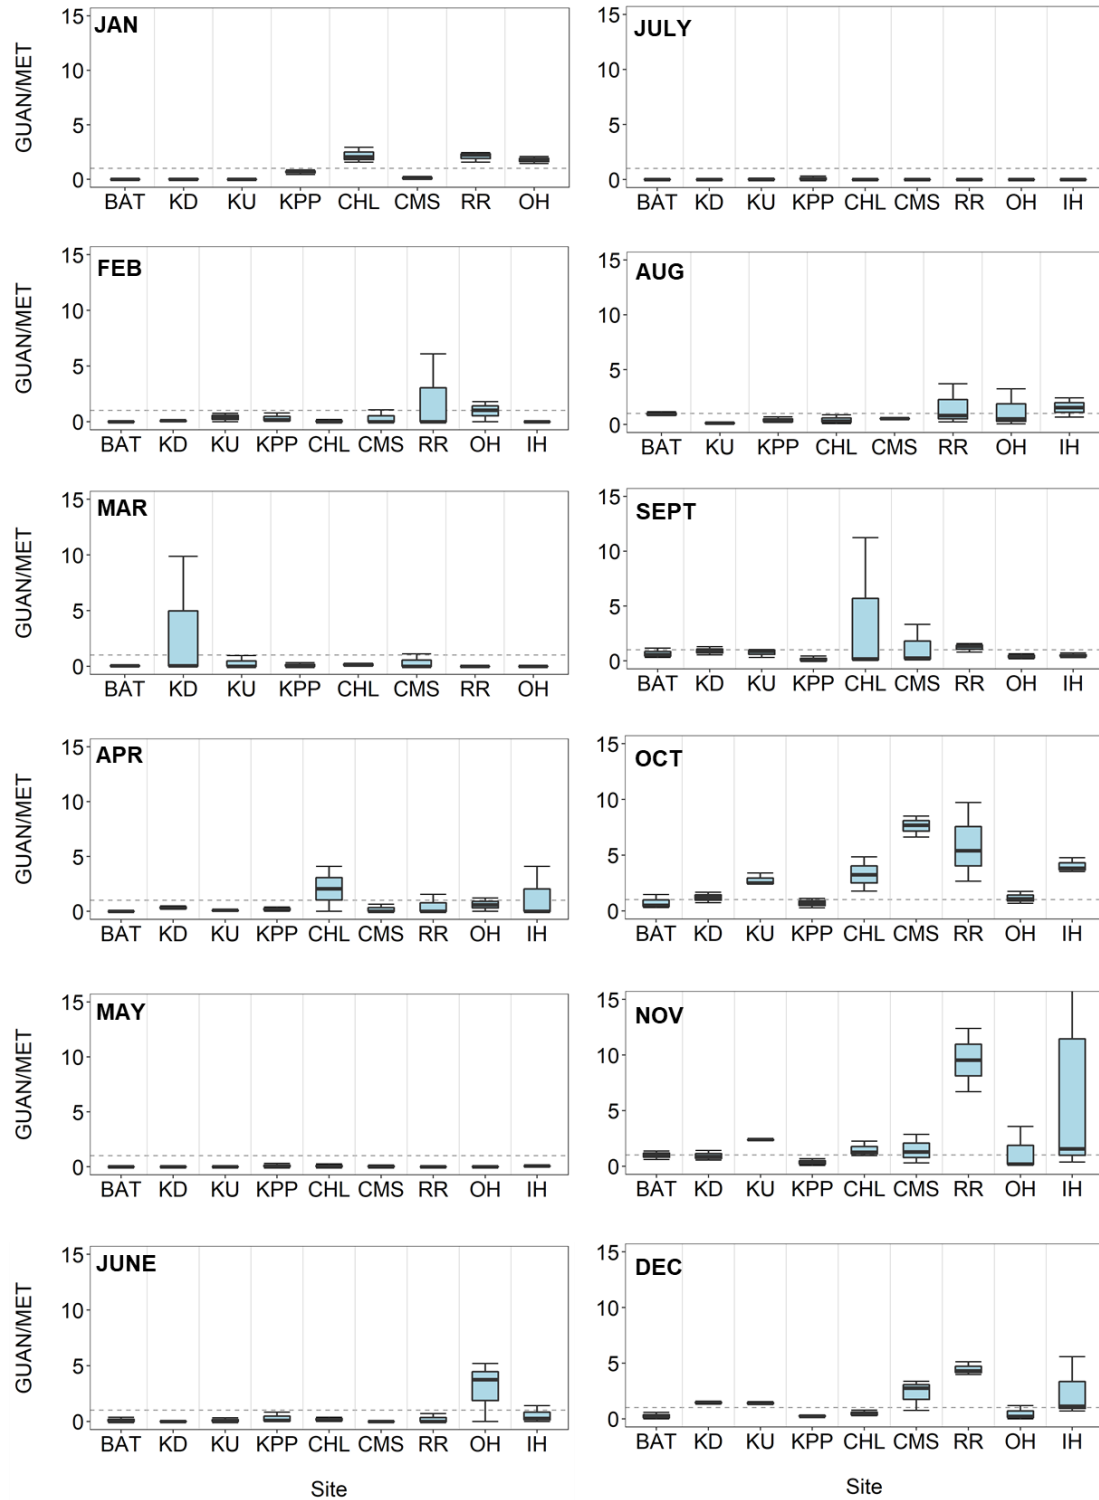 JAN
GUAN/MET
15
10
5
0
BAT KD KU KPP CHL CMS RR OH
FEB
GUAN/MET
15
10
5
0
BAT KD KU KPP CHL CMS RR OH IH
MAR
GUAN/MET
15
10
5
0
BAT KD KU KPP CHL CMS RR OH
APR
GUAN/MET
15
10
5
0
BAT KD KU KPP CHL CMS RR OH IH
MAY
GUAN/MET
15
10
5
0
BAT KD KU KPP CHL CMS RR OH IH
JUNE
GUAN/MET
15
10
5
0
BAT KD KU KPP CHL CMS RR OH IH
Site
JULY
15
10
5
0
BAT KD KU KPP CHL CMS RR OH IH
AUG
15
10
5
0
BAT KU KPP CHL CMS RR OH IH
SEPT
15
10
5
0
BAT KD KU KPP CHL CMS RR OH IH
OCT
15
10
5
0
BAT KD KU KPP CHL CMS RR OH IH
NOV
15
10
5
0
BAT KD KU KPP CHL CMS RR OH IH
DEC
15
10
5
0
BAT KD KU KPP CHL CMS RR OH IH
Site